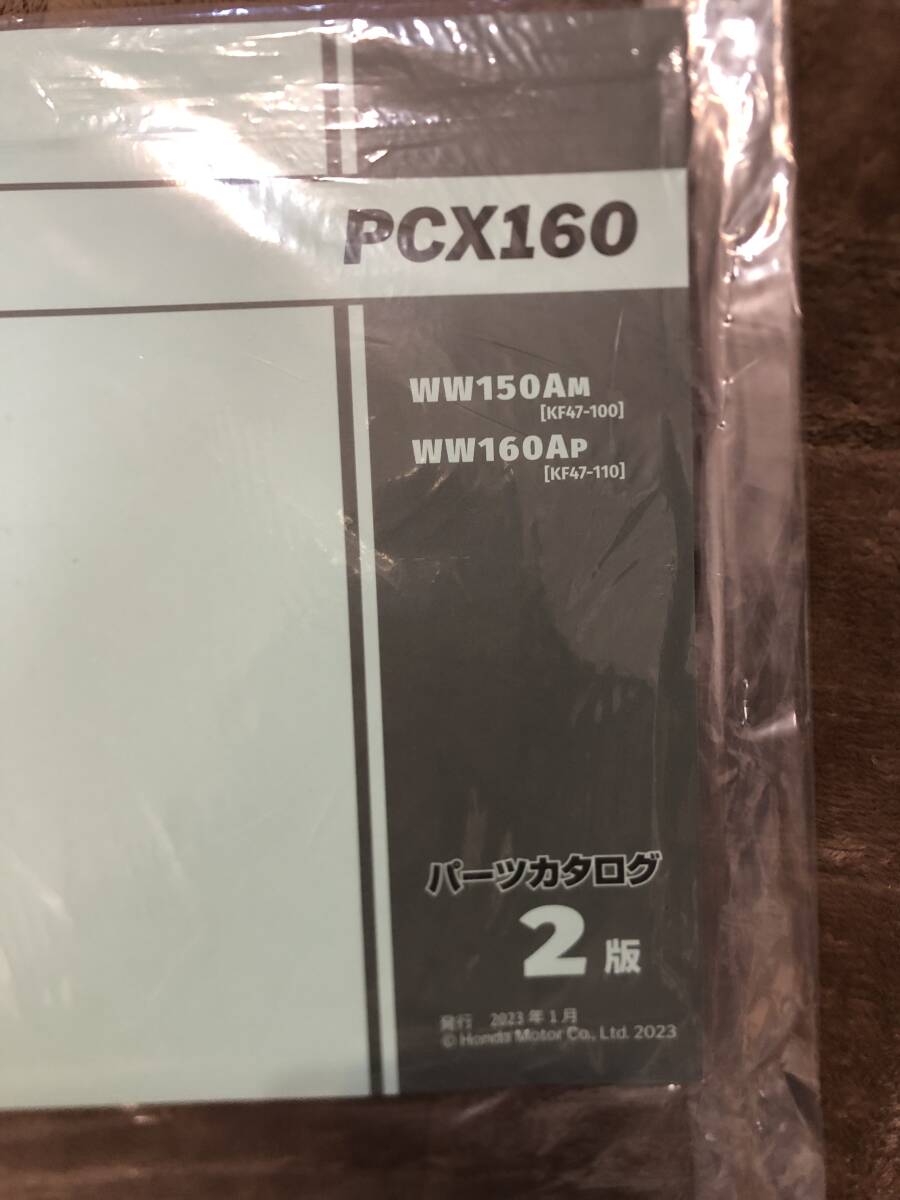 PCX160
WW150AM
[KF47-100]
WW160AP
[KF47-110]
パーツカタログ
2版
発行 2023年1月
© Honda Motor Co., Ltd. 2023